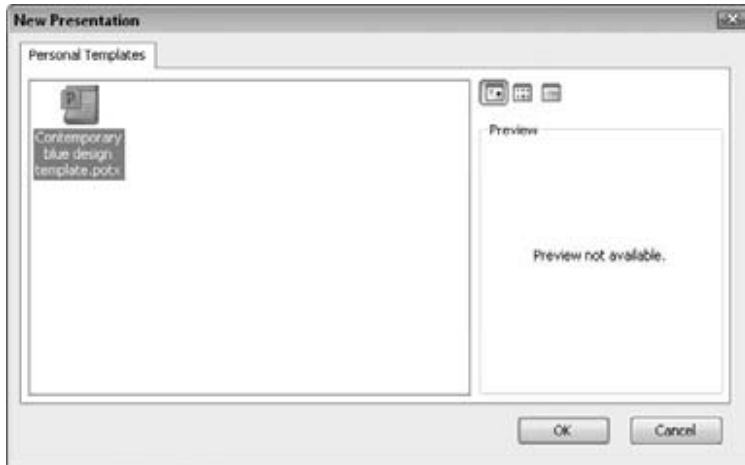 New Presentation
Personal Templates
Contemporary
blue design
template.potx
Preview
Preview not available.
OK
Cancel